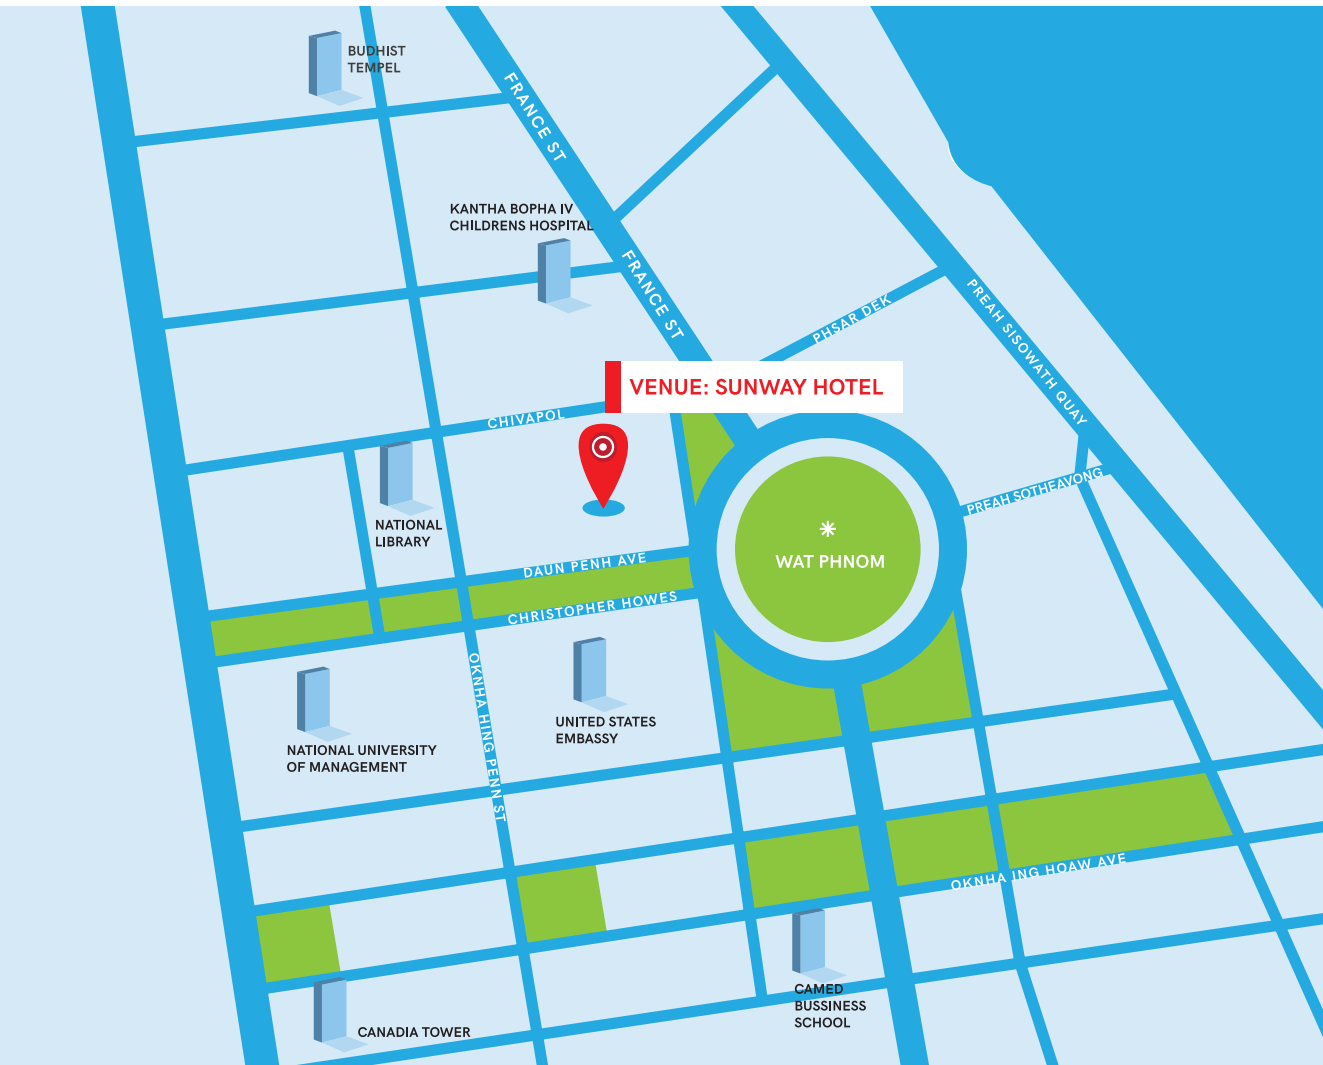 BUDHIST
TEMPEL
FRANCE ST
KANTHA BOPHA IV
CHILDRENS HOSPITAL
FRANCE ST
PHSAR DEK
PREAH SISOWATH QUAY
VENUE: SUNWAY HOTEL
CHIVAPOL
PREAH SOTHEAVONG
NATIONAL
LIBRARY
WAT PHNOM
DAUN PENH AVE
CHRISTOPHER HOWES
OKNHA HING PENN ST
UNITED STATES
EMBASSY
NATIONAL UNIVERSITY
OF MANAGEMENT
OKNHA ING HOAW AVE
CAMED
BUSSINESS
SCHOOL
CANADIA TOWER